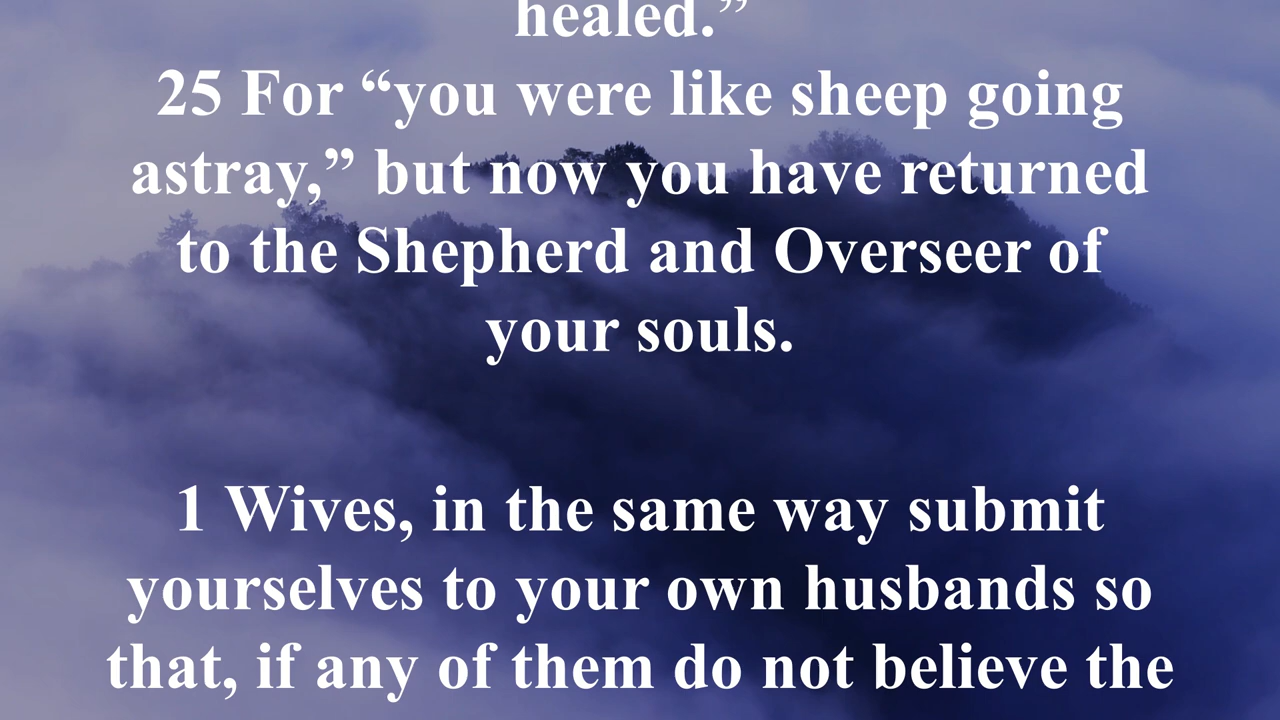 healed.”
25 For “you were like sheep going
astray,” but now you have returned
to the Shepherd and Overseer of
your souls.
1 Wives, in the same way submit
yourselves to your own husbands so
that, if any of them do not believe the